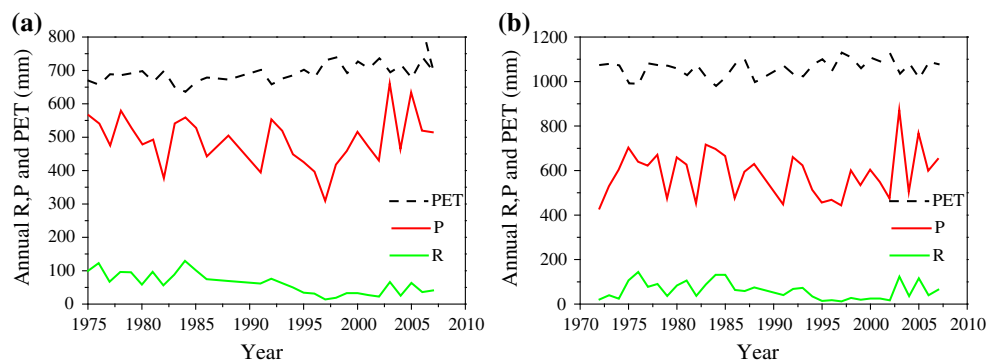 (a)
Annual R,P and PET (mm)
800
700
600
500
400
300
200
100
0
PET
P
R
1975 1980 1985 1990 1995 2000 2005 2010
Year
(b)
Annual R,P and PET (mm)
1200
1000
800
600
400
200
0
PET
P
R
1970 1975 1980 1985 1990 1995 2000 2005 2010
Year